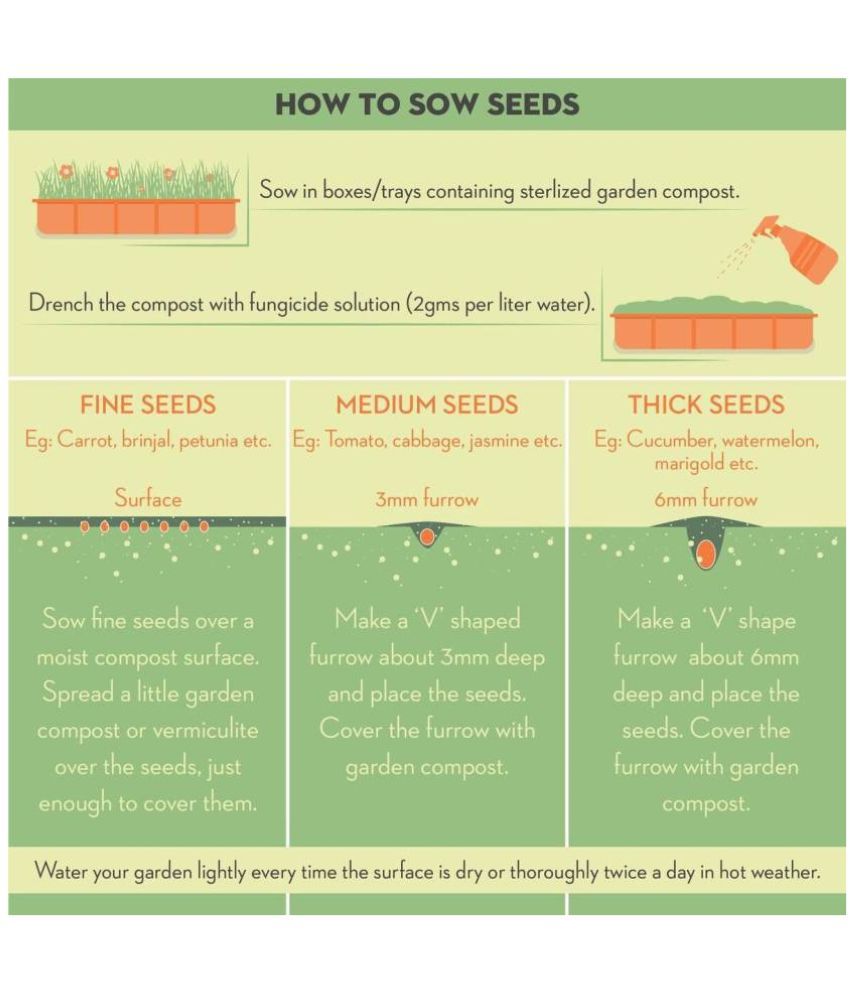 HOW TO SOW SEEDS
Sow in boxes/trays containing sterlized garden compost.
Drench the compost with fungicide solution (2gms per liter water).
FINE SEEDS
Eg: Carrot, brinjal, petunia etc.
Surface
Sow fine seeds over a
moist compost surface.
Spread a little garden
compost or vermiculite
over the seeds, just
enough to cover them.
MEDIUM SEEDS
Eg: Tomato, cabbage, jasmine etc.
3mm furrow
Make a ‘V’ shaped
furrow about 3mm deep
and place the seeds.
Cover the furrow with
garden compost.
THICK SEEDS
Eg: Cucumber, watermelon,
marigold etc.
6mm furrow
Make a ‘V’ shape
furrow about 6mm
deep and place the
seeds. Cover the
furrow with garden
compost.
Water your garden lightly every time the surface is dry or thoroughly twice a day in hot weather.